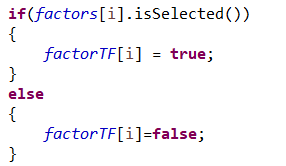 if(factors[i].isSelected())
{
    factorTF[i] = true;
}
else
{
    factorTF[i]=false;
}